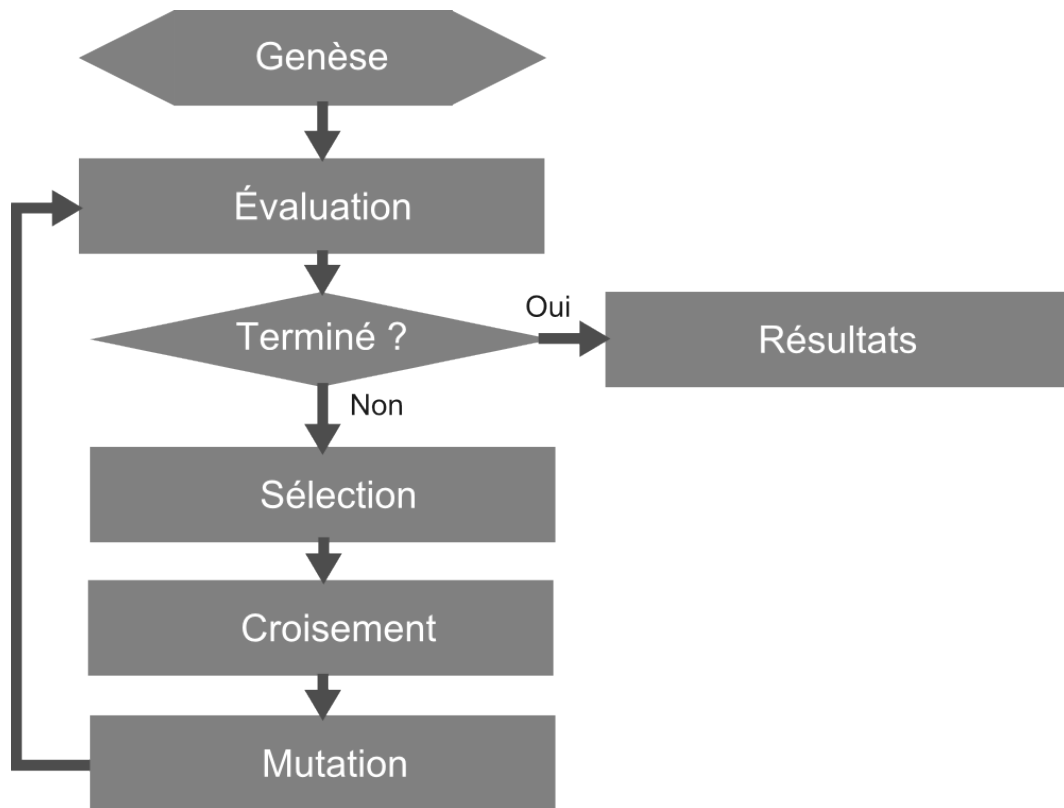 Genèse
Évaluation
Terminé ?
Oui
Résultats
Non
Sélection
Croisement
Mutation